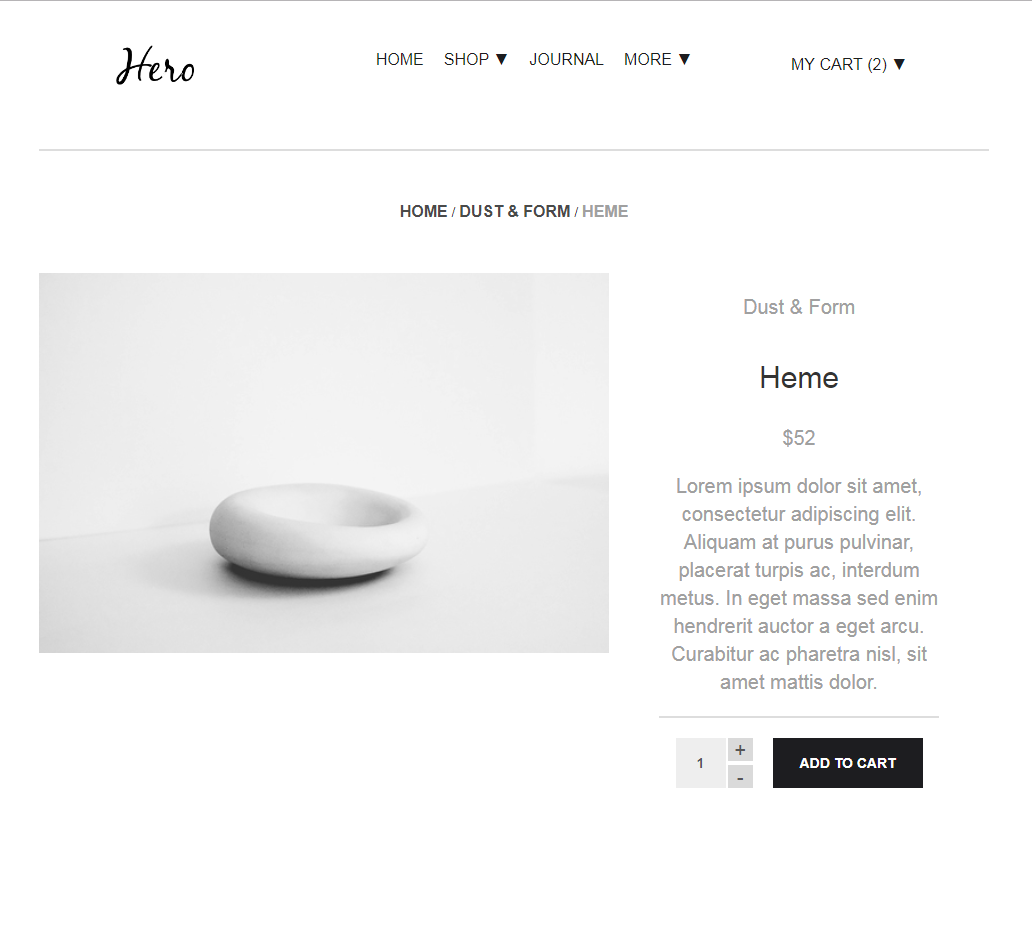 Hero
HOME SHOP ▼ JOURNAL MORE ▼
MY CART (2) ▼
HOME / DUST & FORM / HEME
Dust & Form
Heme
$52
Lorem ipsum dolor sit amet,
consectetur adipiscing elit.
Aliquam at purus pulvinar,
placerat turpis ac, interdum
metus. In eget massa sed enim
hendrerit auctor a eget arcu.
Curabitur ac pharetra nisl, sit
amet mattis dolor.
1
+
-
ADD TO CART